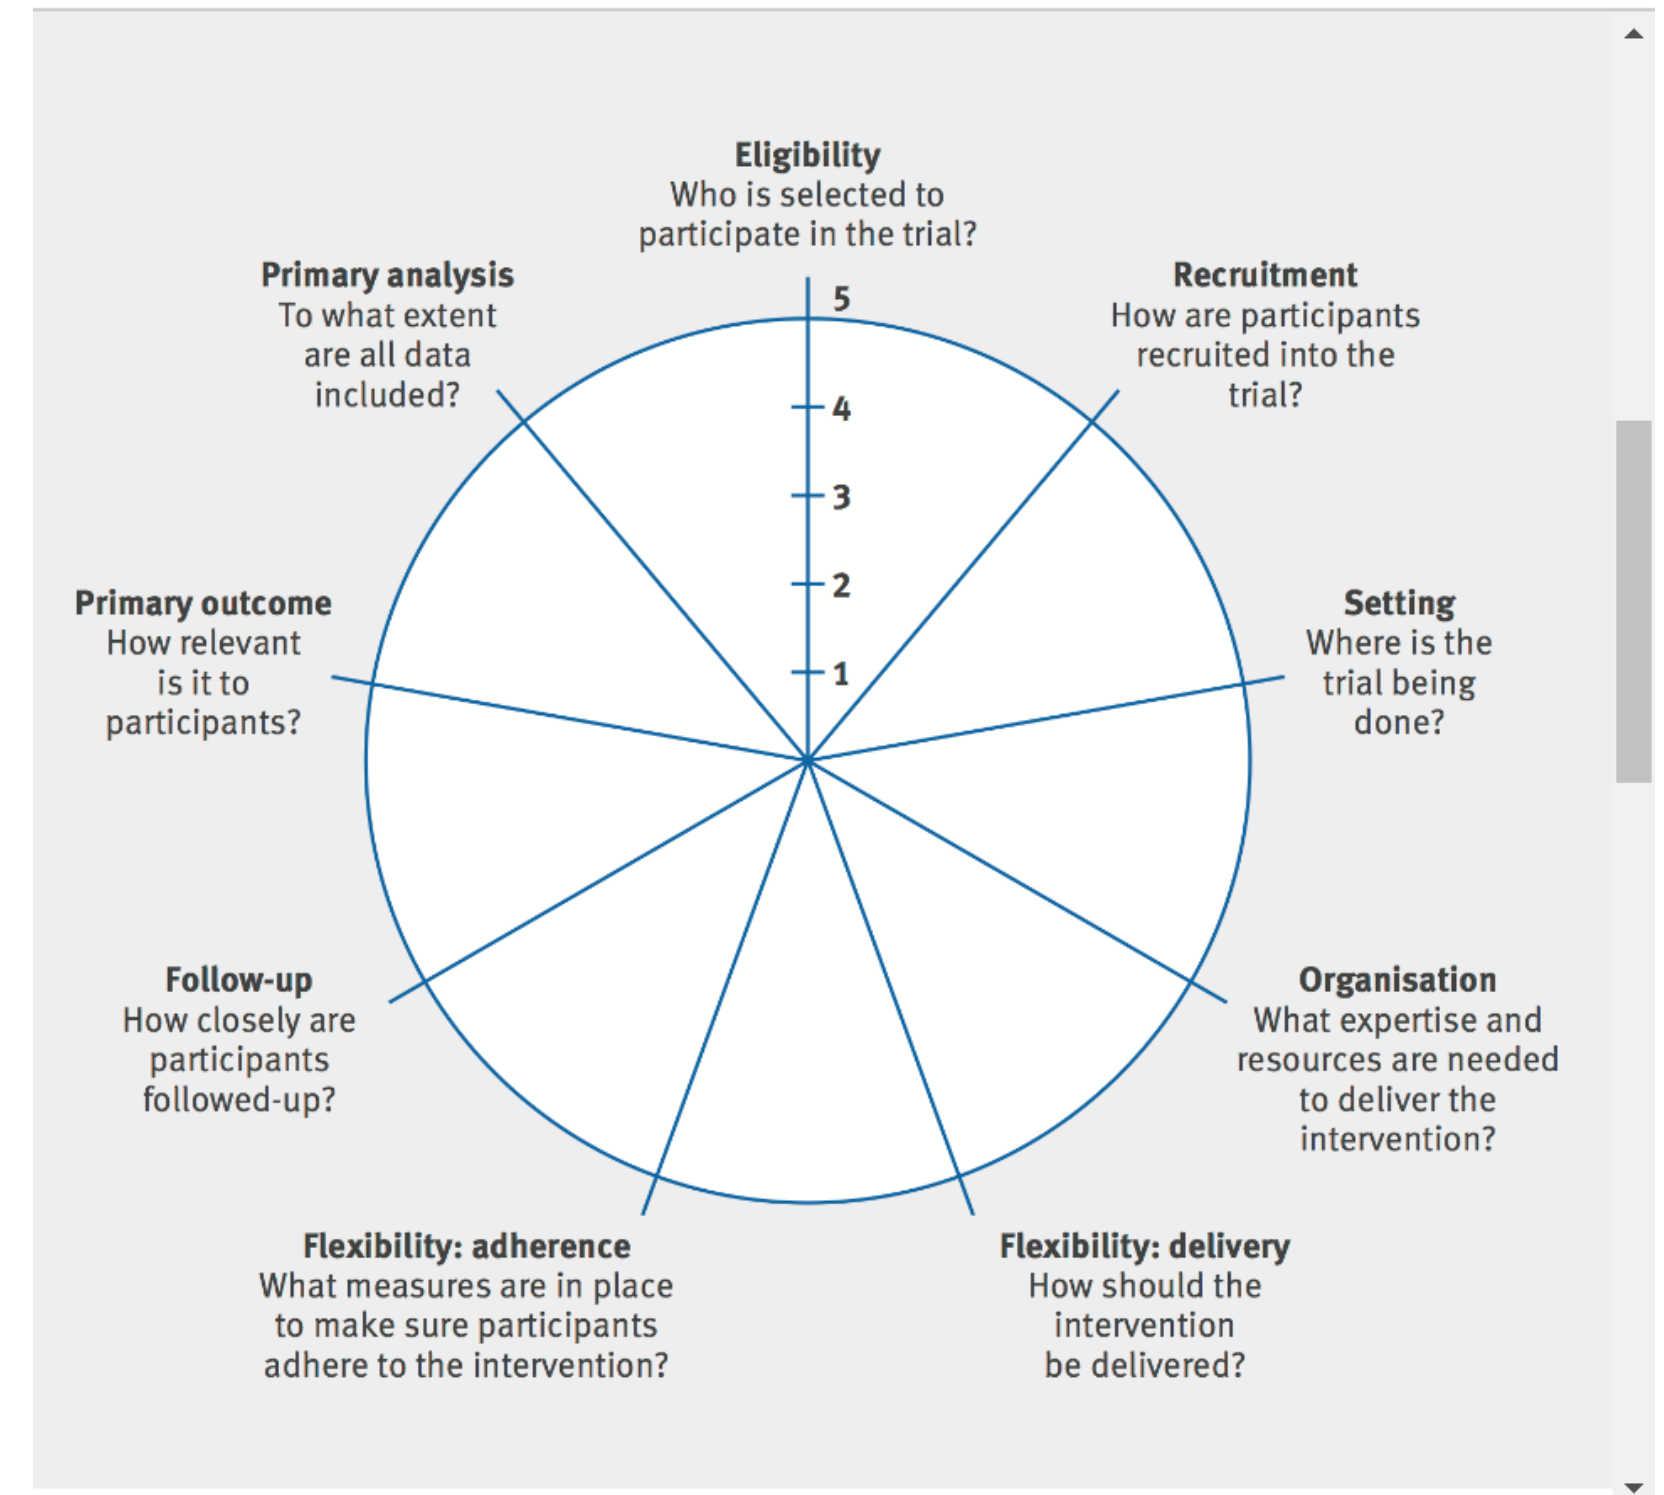 Eligibility
Who is selected to
participate in the trial?
Primary analysis
To what extent
are all data
included?
Recruitment
How are participants
recruited into the
trial?
5
4
3
2
1
Primary outcome
How relevant
is it to
participants?
Setting
Where is the
trial being
done?
Follow-up
How closely are
participants
followed-up?
Organisation
What expertise and
resources are needed
to deliver the
intervention?
Flexibility: adherence
What measures are in place
to make sure participants
adhere to the intervention?
Flexibility: delivery
How should the
intervention
be delivered?